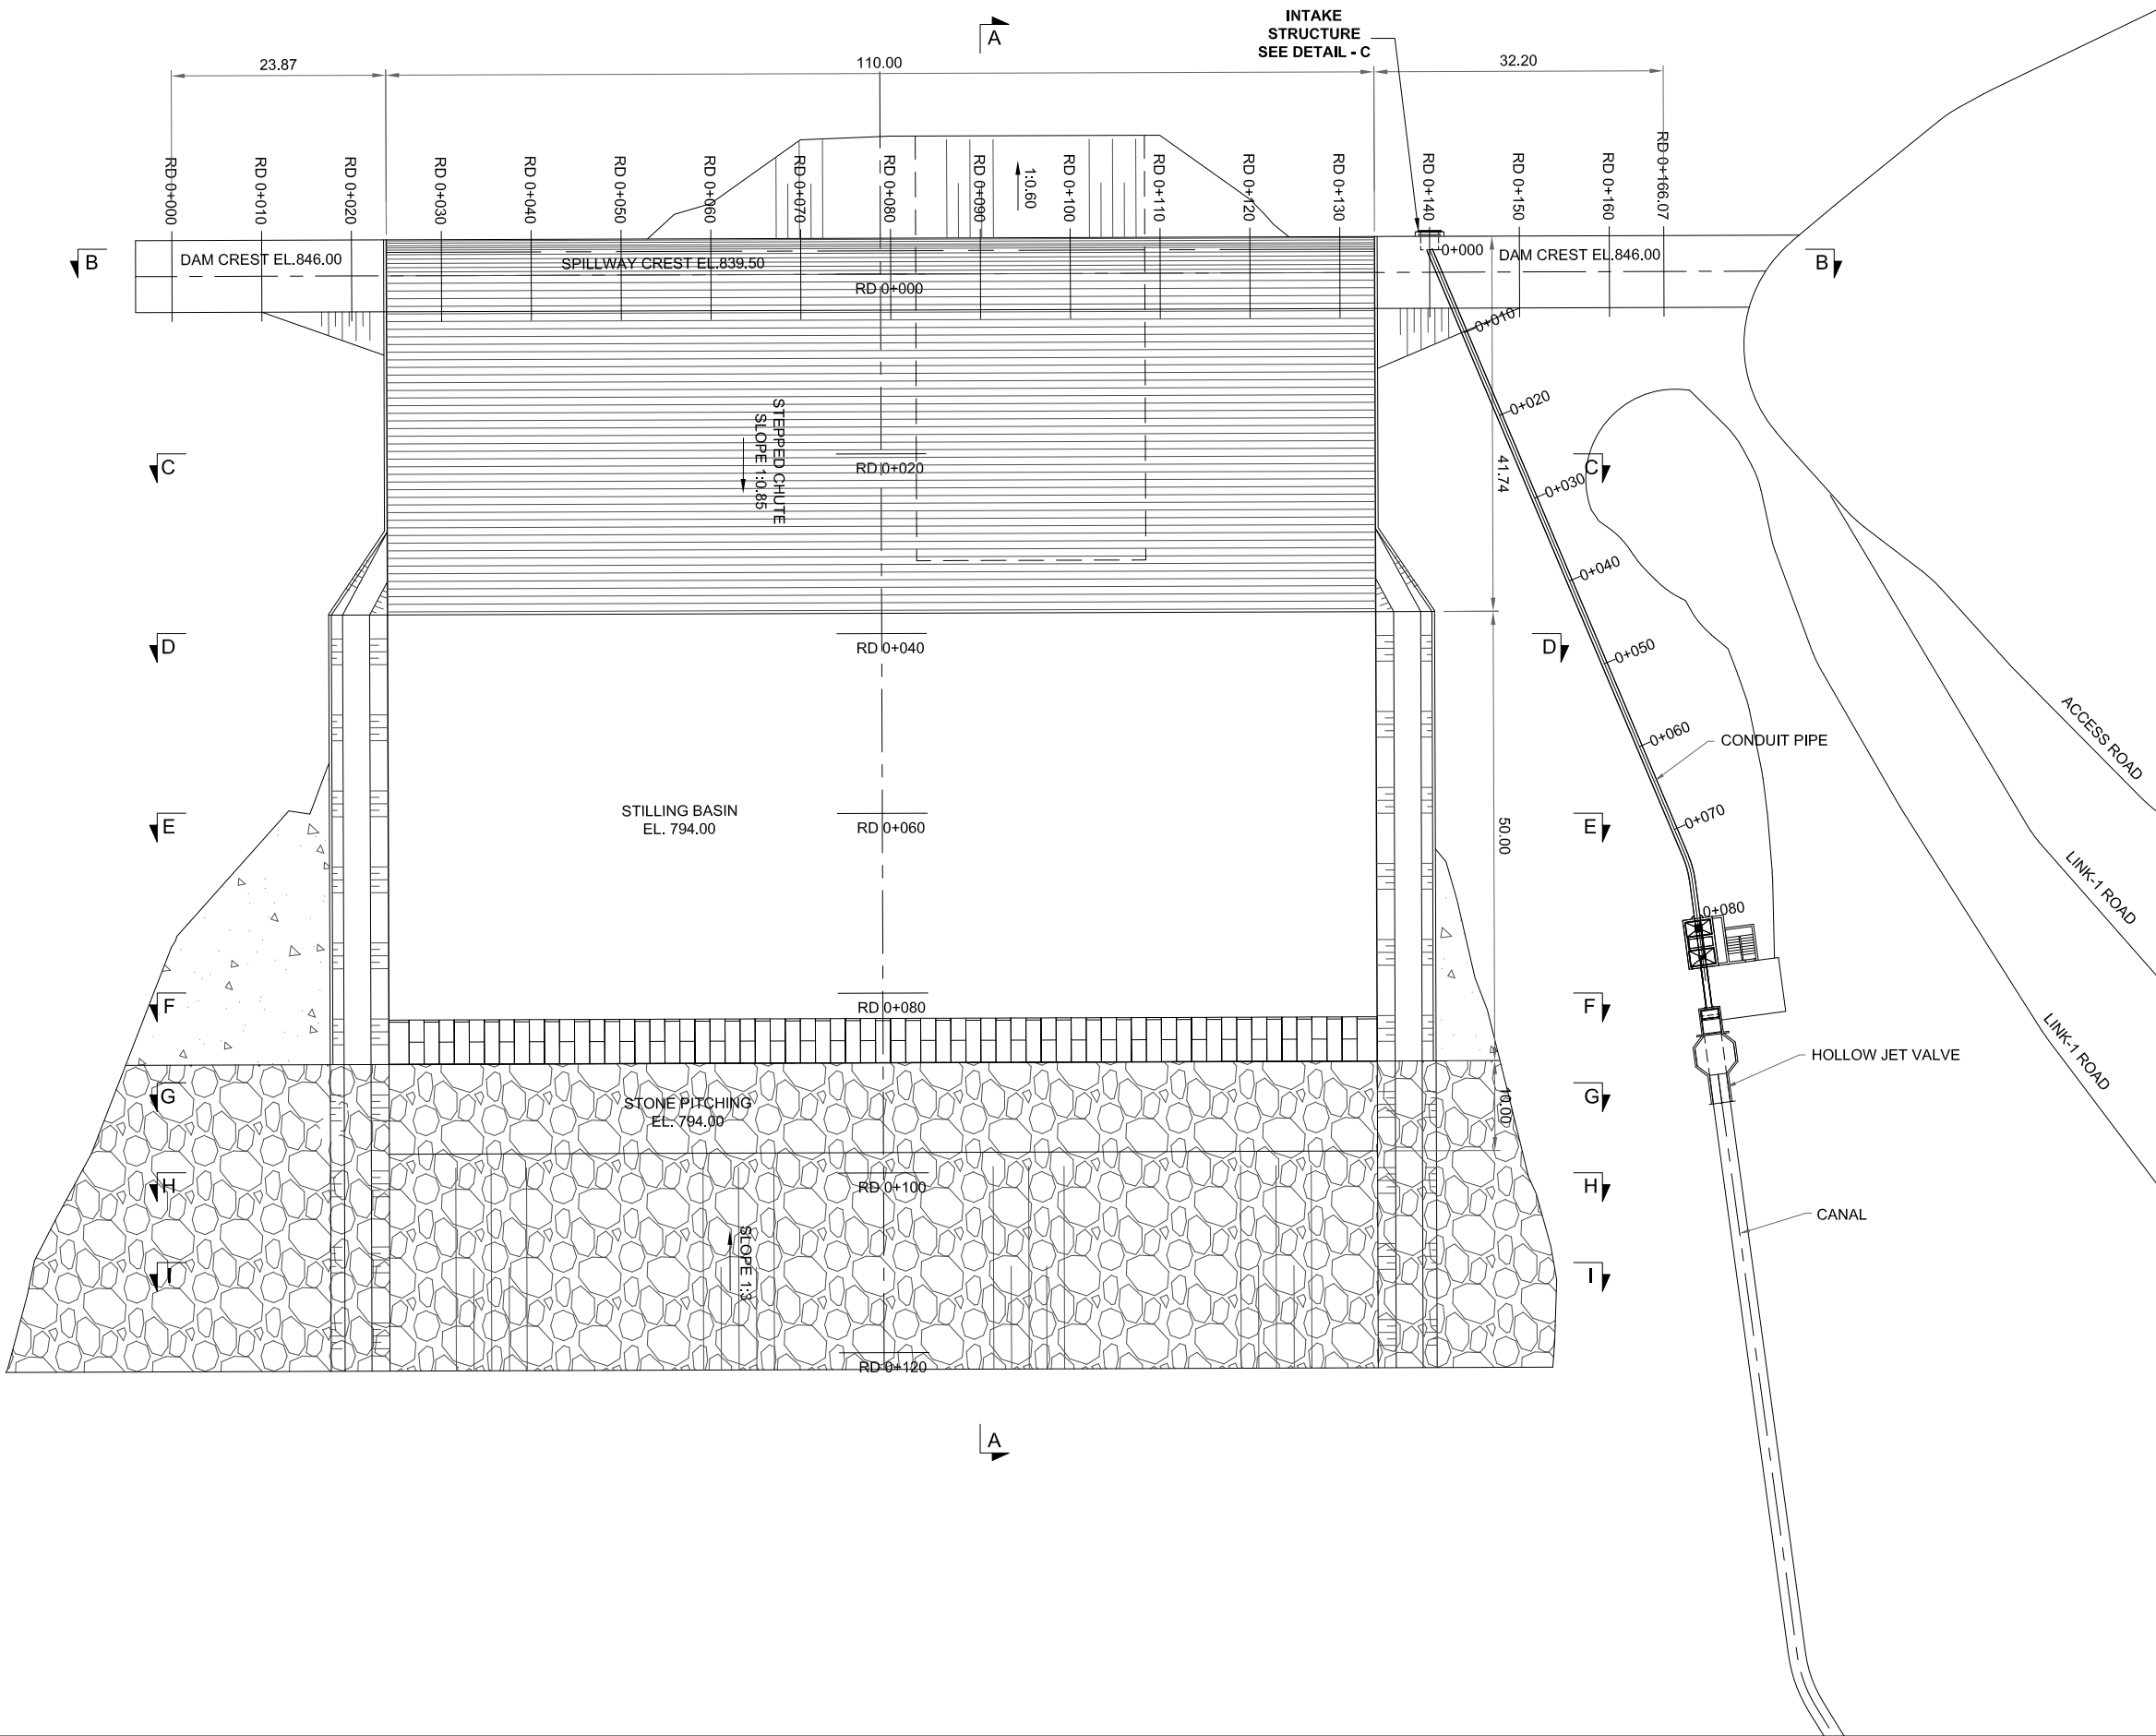 A
INTAKE
STRUCTURE
SEE DETAIL - C
23.87
110.00
32.20
RD 0+000
RD 0+010
RD 0+020
RD 0+030
RD 0+040
RD 0+050
RD 0+060
RD 0+070
RD 0+080
RD 0+090
1:0.60
RD 0+100
RD 0+110
RD 0+120
RD 0+130
RD 0+140
RD 0+150
RD 0+160
RD 0+166.07
B
DAM CREST EL.846.00
SPILLWAY CREST EL.839.50
0+000
DAM CREST EL.846.00
B
RD 0+000
0+010
0+020
STEPPED CHUTE
SLOPE 1:0.85
C
RD 0+020
41.74
C
0+030
0+040
D
RD 0+040
D
0+050
0+060
CONDUIT PIPE
ACCESS ROAD
STILLING BASIN
EL. 794.00
E
RD 0+060
50.00
E
0+070
LINK-1 ROAD
0+080
F
RD 0+080
F
LINK-1 ROAD
HOLLOW JET VALVE
G
STONE PITCHING
EL. 794.00
10.00
G
H
RD 0+100
H
CANAL
SLOPE 1:3
I
I
RD 0+120
A